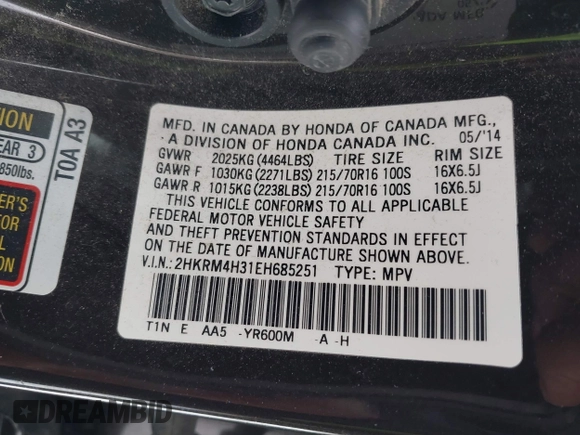 MFD. IN CANADA BY HONDA OF CANADA MFG.,
A DIVISION OF HONDA CANADA INC. 05/'14
GVWR 2025KG (4464LBS) TIRE SIZE RIM SIZE
GAWR F 1030KG (2271LBS) 215/70R16 100S 16X6.5J
GAWR R 1015KG (2238LBS) 215/70R16 100S 16X6.5J
THIS VEHICLE CONFORMS TO ALL APPLICABLE
FEDERAL MOTOR VEHICLE SAFETY
AND THEFT PREVENTION STANDARDS IN EFFECT
ON THE DATE OF MANUFACTURE SHOWN ABOVE.
V.I.N.: 2HKRM4H31EH685251 TYPE: MPV
T1N E AA5 -YR600M -A -H
TOA A3
EAR 3
850lbs.
DREAMBID